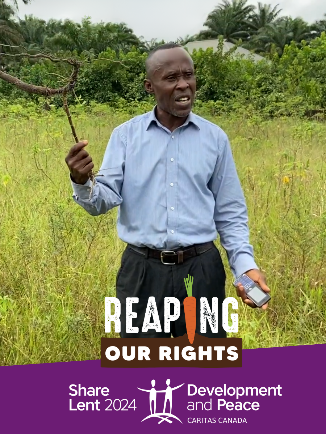 REAPING
OUR RIGHTS
Share
Lent 2024
Development
and Peace
CARITAS CANADA